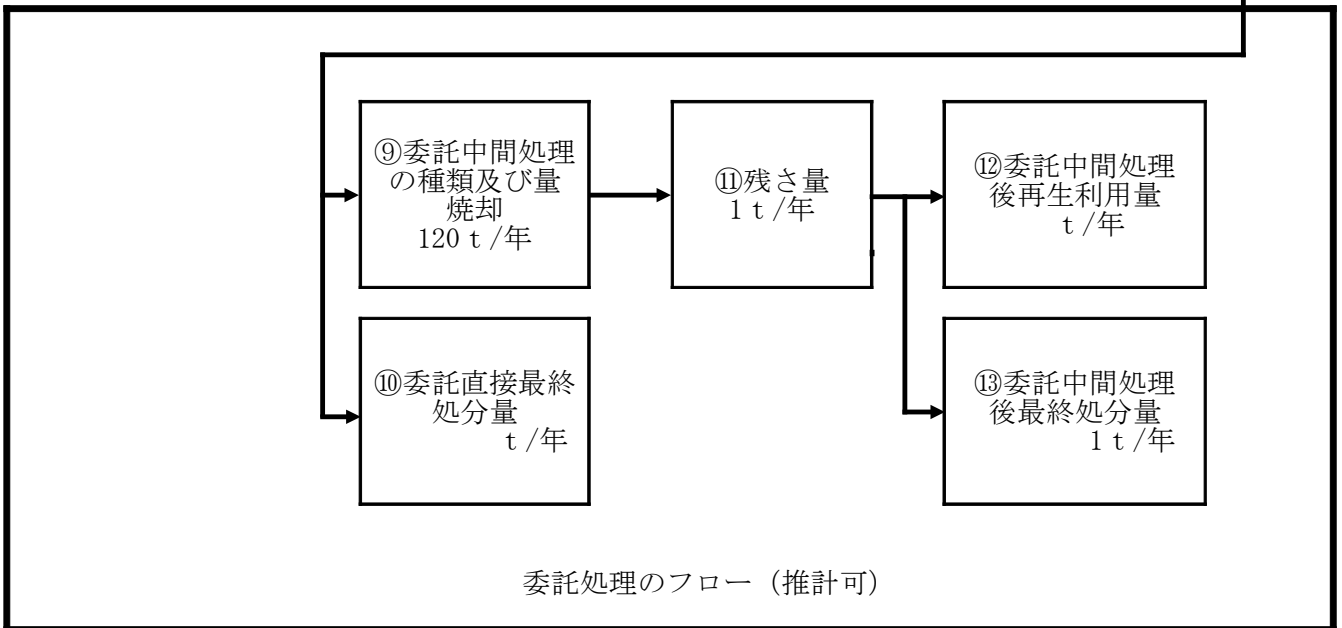 ⑨委託中間処理
の種類及び量
焼却
120 t/年
⑪残さ量
1 t/年
⑫委託中間処理
後再生利用量
t/年
⑩委託直接最終
処分量
t/年
⑬委託中間処理
後最終処分量
1 t/年
委託処理のフロー（推計可）